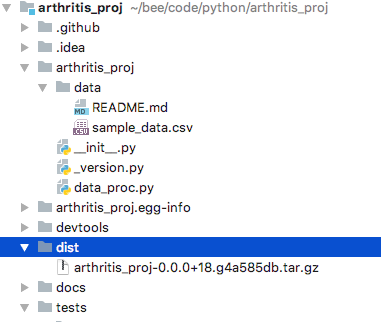 arthritis_proj ~/bee/code/python/arthritis_proj
.github
.idea
arthritis_proj
data
README.md
sample_data.csv
__init__.py
_version.py
data_proc.py
arthritis_proj.egg-info
devtools
dist
arthritis_proj-0.0.0+18.g4a585db.tar.gz
docs
tests